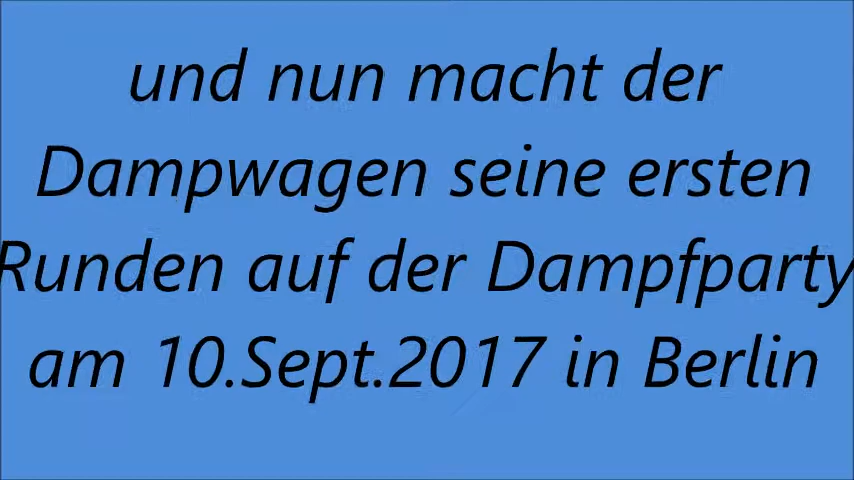 und nun macht der
Dampwagen seine ersten
Runden auf der Dampfparty
am 10.Sept.2017 in Berlin